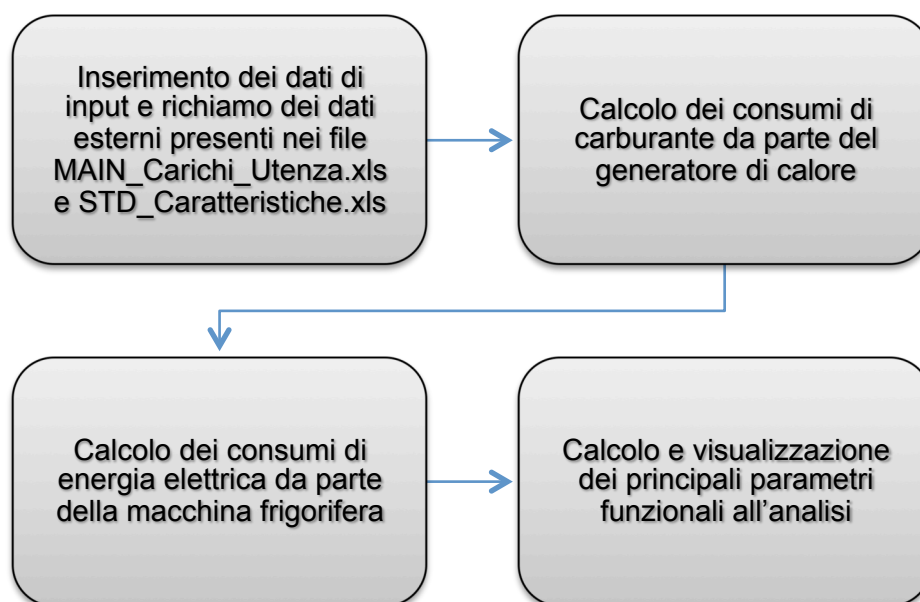 Inserimento dei dati di
input e richiamo dei dati
esterni presenti nei file
MAIN_Carichi_Utenza.xls
e STD_Caratteristiche.xls
Calcolo dei consumi di
carburante da parte del
generatore di calore
Calcolo dei consumi di
energia elettrica da parte
della macchina frigorifera
Calcolo e visualizzazione
dei principali parametri
funzionali all'analisi